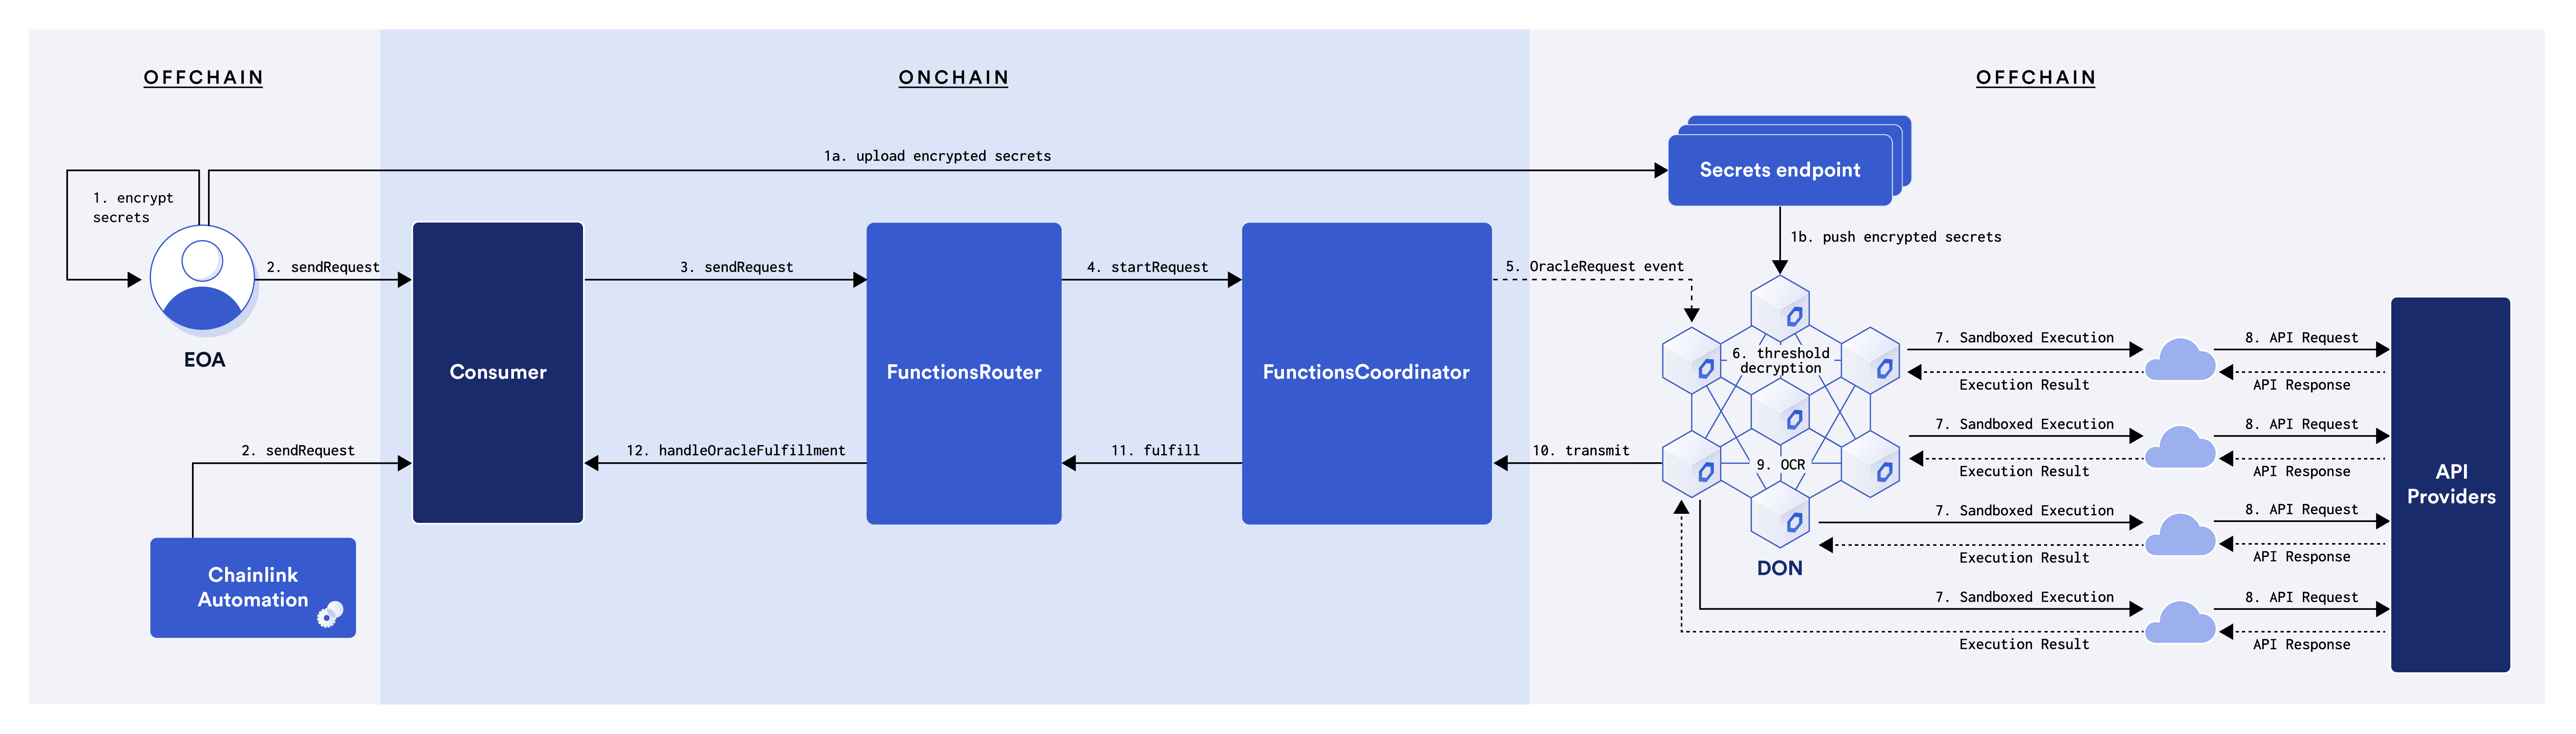 OFFCHAIN
ONCHAIN
OFFCHAIN
1a. upload encrypted secrets
Secrets endpoint
1. encrypt
secrets
1b. push encrypted secrets
2. sendRequest
3. sendRequest
4. startRequest
5. OracleRequest event
EOA
Consumer
FunctionsRouter
FunctionsCoordinator
6. threshold
decryption
7. Sandboxed Execution
8. API Request
Execution Result
API Response
7. Sandboxed Execution
8. API Request
Execution Result
API Response
2. sendRequest
12. handleOracleFulfillment
11. fulfill
10. transmit
9. OCR
API
Providers
7. Sandboxed Execution
8. API Request
Execution Result
API Response
DON
Chainlink
Automation
7. Sandboxed Execution
8. API Request
Execution Result
API Response